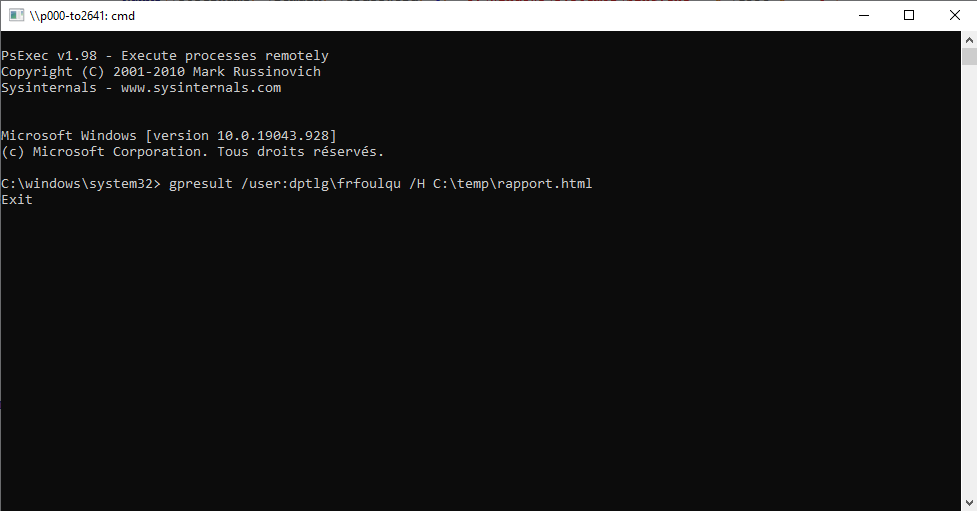 \\p000-to2641: cmd
PsExec v1.98 - Execute processes remotely
Copyright (C) 2001-2010 Mark Russinovich
Sysinternals - www.sysinternals.com
Microsoft Windows [version 10.0.19043.928]
(c) Microsoft Corporation. Tous droits réservés.
C:\windows\system32> gpresult /user:dptlg\frfoulqu /H C:\temp\rapport.html
Exit